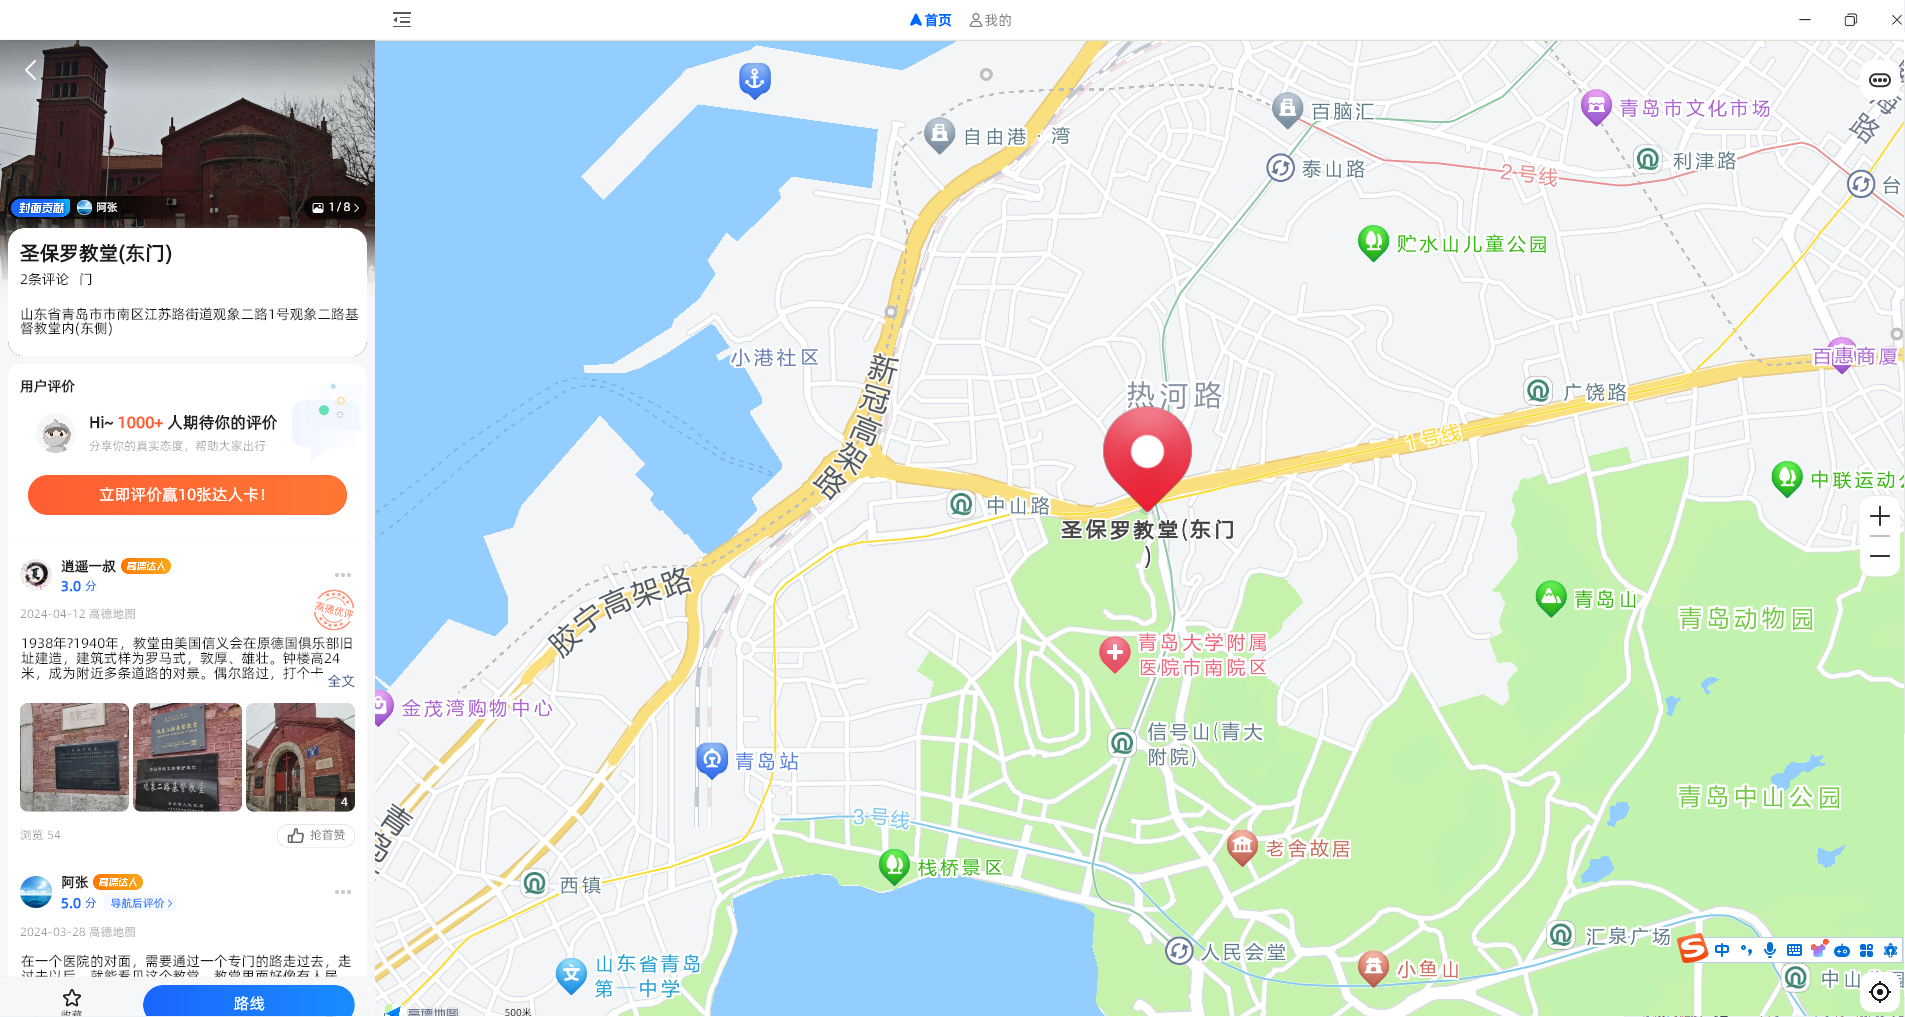 首页
我的
封面贡献
阿张
1/8
圣保罗教堂(东门)
2条评论 门
山东省青岛市市南区江苏路街道观象二路1号观象二路基
督教堂内(东侧)
用户评价
Hi~ 1000+ 人期待你的评价
分享你的真实态度，帮助大家出行
立即评价赢10张达人卡!
逍遥一叔 高德达人
3.0 分
2024-04-12 高德地图
高德优评
1938年?1940年，教堂由美国信义会在原德国俱乐部旧
址建造，建筑式样为罗马式，敦厚、雄壮。钟楼高24
米，成为附近多条道路的对景。偶尔路过，打个卡
全文
观象二路基督教堂
4
浏览 54
抢首赞
阿张 高德达人
5.0 分 导航后评价
2024-03-28 高德地图
在一个医院的对面，需要通过一个专门的路走过去，走
过去以后，就能看见这个教堂，教堂里面好像有人居
收藏
路线
自由港·湾
百脑汇
青岛市文化市场
泰山路
2号线
利津路
台
海
路
贮水山儿童公园
小港社区
新冠高架路
热河路
广饶路
百惠商厦
1号线
中山路
圣保罗教堂(东门
)
中联运动公
胶宁高架路
青岛山
青岛动物园
青岛大学附属
医院市南院区
金茂湾购物中心
青岛站
信号山(青大
附院)
青岛中山公园
青岛
3号线
老舍故居
栈桥景区
西镇
汇泉广场
中
人民会堂
小鱼山
山东省青岛
第一中学
中山公园
高德地图
500米